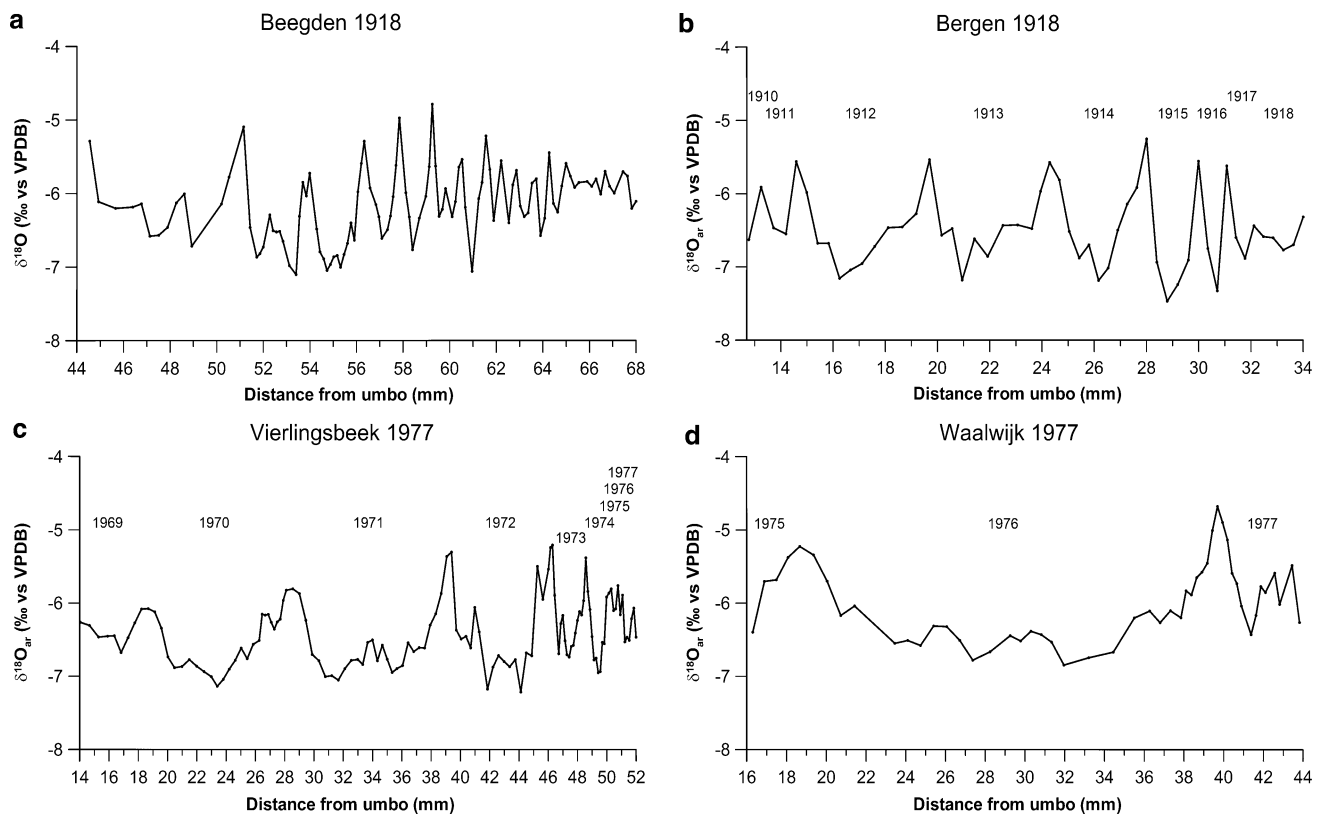 a
Beegden 1918
-4
-5
-6
-7
-8
δ18O (‰ vs VPDB)
44 46 48 50 52 54 56 58 60 62 64 66 68
Distance from umbo (mm)
b
Bergen 1918
-4
-5
-6
-7
-8
δ18Oar (‰ vs VPDB)
1910
1911
1912
1913
1914
1915
1916
1917
1918
14 16 18 20 22 24 26 28 30 32 34
Distance from umbo (mm)
c
Vierlingsbeek 1977
-4
-5
-6
-7
-8
δ18Oar (‰ vs VPDB)
1969
1970
1971
1972
1973
1974
1975
1976
1977
14 16 18 20 22 24 26 28 30 32 34 36 38 40 42 44 46 48 50 52
Distance from umbo (mm)
d
Waalwijk 1977
-4
-5
-6
-7
-8
δ18Oar (‰ vs VPDB)
1975
1976
1977
16 18 20 22 24 26 28 30 32 34 36 38 40 42 44
Distance from umbo (mm)